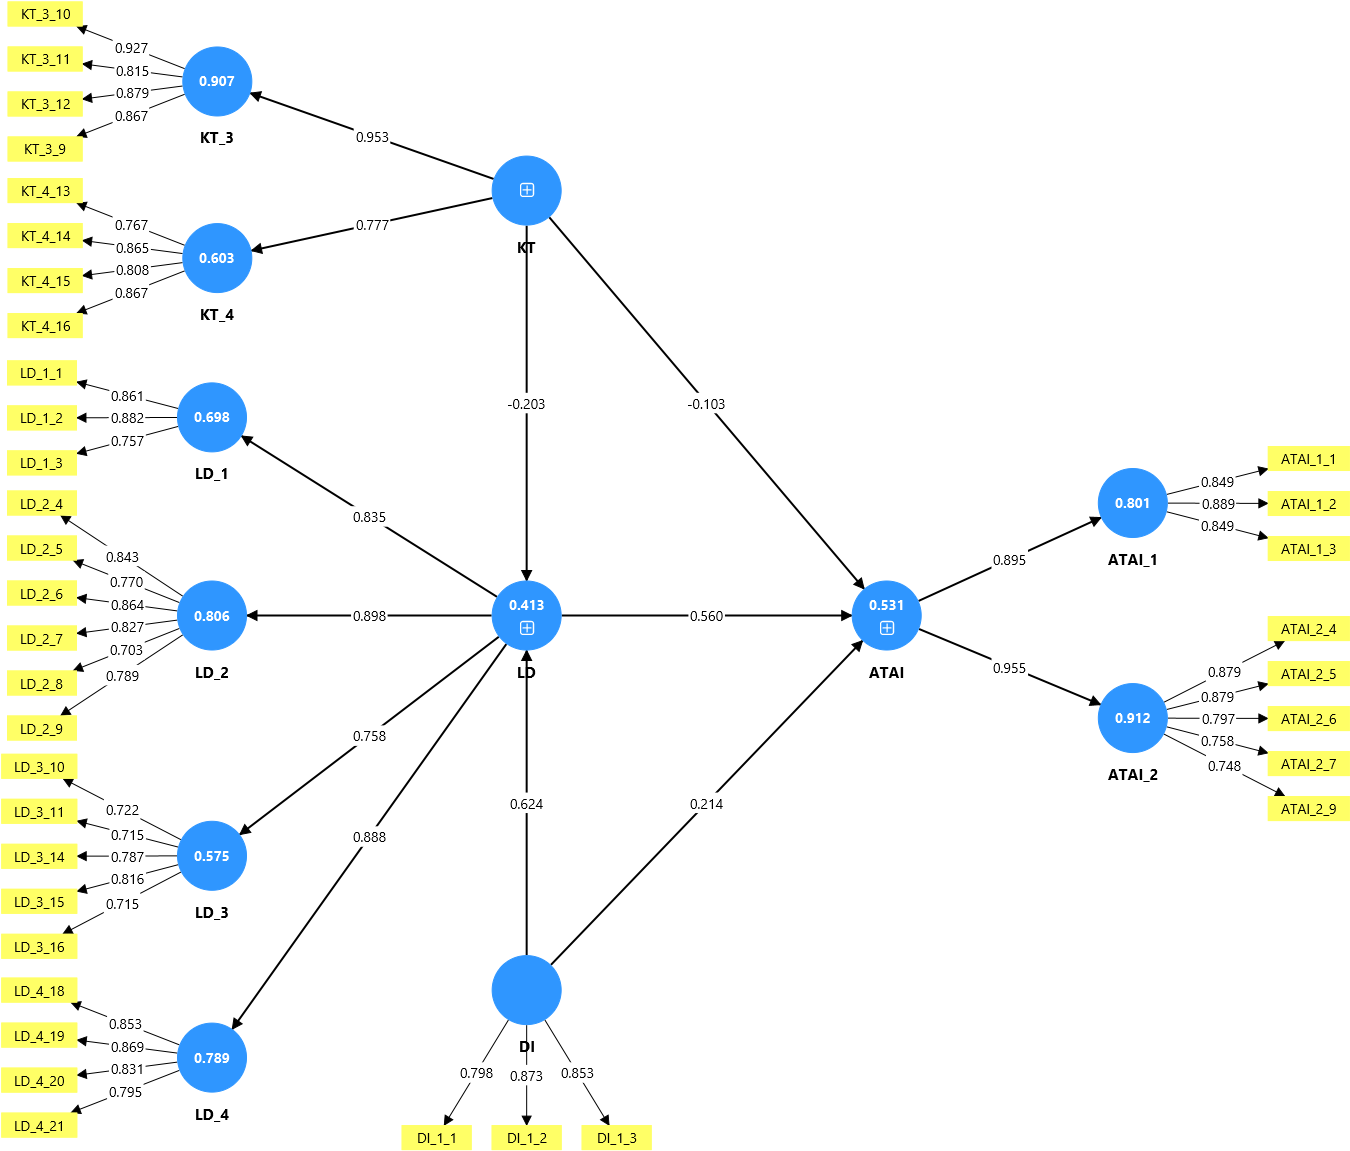 KT_3_10
0.927
KT_3_11
0.815
KT_3_12
0.879
KT_3_9
0.867
0.907
KT_3
0.953
KT_4_13
0.767
KT_4_14
0.865
KT_4_15
0.808
KT_4_16
0.867
0.603
KT_4
0.777
KT
-0.203
-0.103
LD_1_1
0.861
LD_1_2
0.882
LD_1_3
0.757
0.698
LD_1
0.835
LD_2_4
0.843
LD_2_5
0.770
LD_2_6
0.864
LD_2_7
0.827
LD_2_8
0.703
LD_2_9
0.789
0.806
LD_2
0.898
0.413
LD
0.560
0.531
ATAI
0.895
0.801
ATAI_1
0.849
ATAI_1_1
0.889
ATAI_1_2
0.849
ATAI_1_3
0.955
0.912
ATAI_2
0.879
ATAI_2_4
0.879
ATAI_2_5
0.797
ATAI_2_6
0.758
ATAI_2_7
0.748
ATAI_2_9
LD_3_10
0.722
LD_3_11
0.715
LD_3_14
0.787
LD_3_15
0.816
LD_3_16
0.715
0.575
LD_3
0.758
0.888
0.624
0.214
LD_4_18
0.853
LD_4_19
0.869
LD_4_20
0.831
LD_4_21
0.795
0.789
LD_4
DI
0.798
0.873
0.853
DI_1_1
DI_1_2
DI_1_3